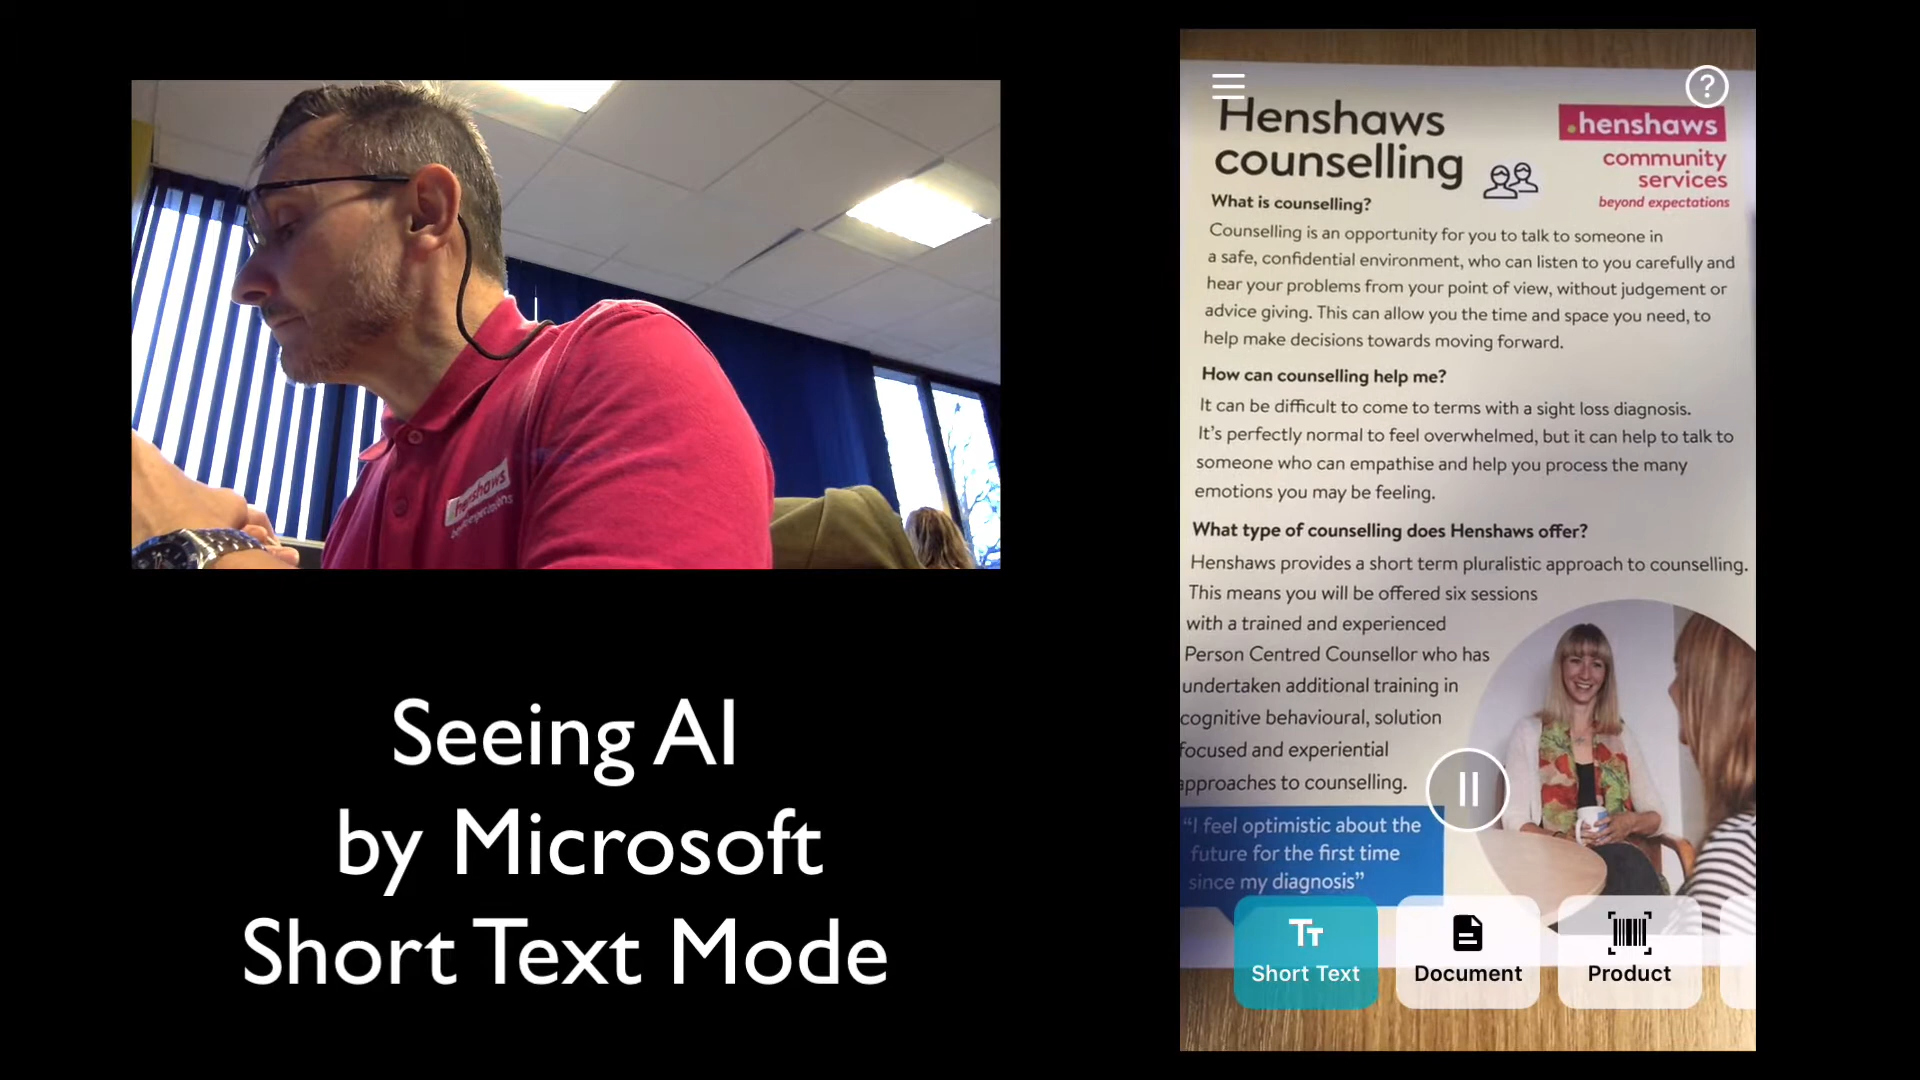 henshaws
beyond expectations
Seeing AI
by Microsoft
Short Text Mode
Henshaws
counselling
.henshaws
community
services
beyond expectations
What is counselling?
Counselling is an opportunity for you to talk to someone in
a safe, confidential environment, who can listen to you carefully and
hear your problems from your point of view, without judgement or
advice giving. This can allow you the time and space you need, to
help make decisions towards moving forward.
How can counselling help me?
It can be difficult to come to terms with a sight loss diagnosis.
It's perfectly normal to feel overwhelmed, but it can help to talk to
someone who can empathise and help you process the many
emotions you may be feeling.
What type of counselling does Henshaws offer?
Henshaws provides a short term pluralistic approach to counselling.
This means you will be offered six sessions
with a trained and experienced
Person Centred Counsellor who has
undertaken additional training in
cognitive behavioural, solution
focused and experiential
approaches to counselling.
"I feel optimistic about the
future for the first time
since my diagnosis"
Short Text
Document
Product